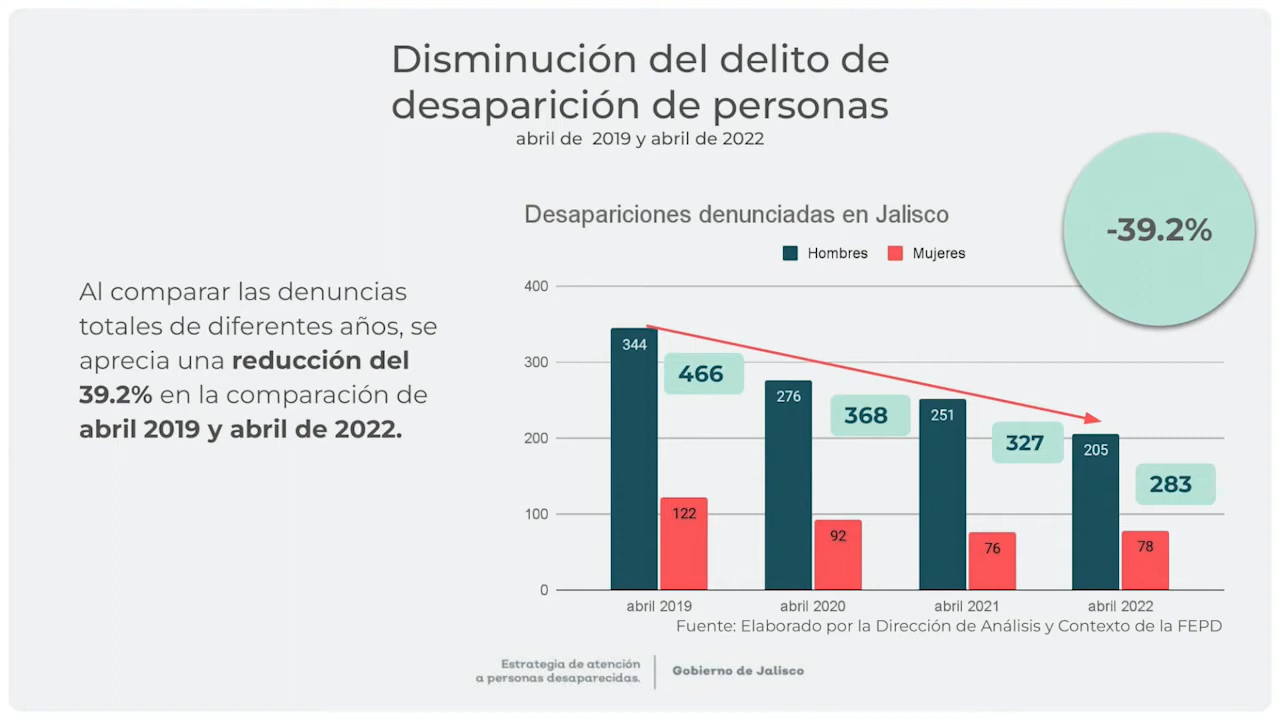 Disminución del delito de
desaparición de personas
abril de 2019 y abril de 2022
-39.2%
Al comparar las denuncias
totales de diferentes años, se
aprecia una reducción del
39.2% en la comparación de
abril 2019 y abril de 2022.
Desapariciones denunciadas en Jalisco
Hombres Mujeres
400
300
200
100
0
344
466
276
368
251
327
205
283
122
92
76
78
abril 2019 abril 2020 abril 2021 abril 2022
Fuente: Elaborado por la Dirección de Análisis y Contexto de la FEPD
Estrategia de atención
a personas desaparecidas.
Gobierno de Jalisco